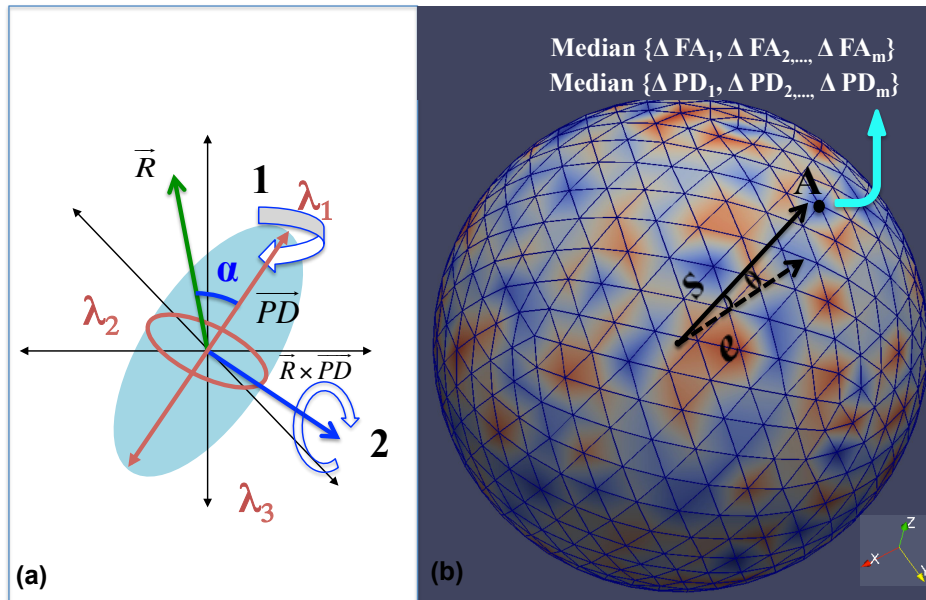 R
1
λ1
α
PD
λ2
R × PD
2
λ3
(a)
Median {Δ FA1, Δ FA2,..., Δ FAm}
Median {Δ PD1, Δ PD2,..., Δ PDm}
A
S
θ
e
Z
X
Y
(b)